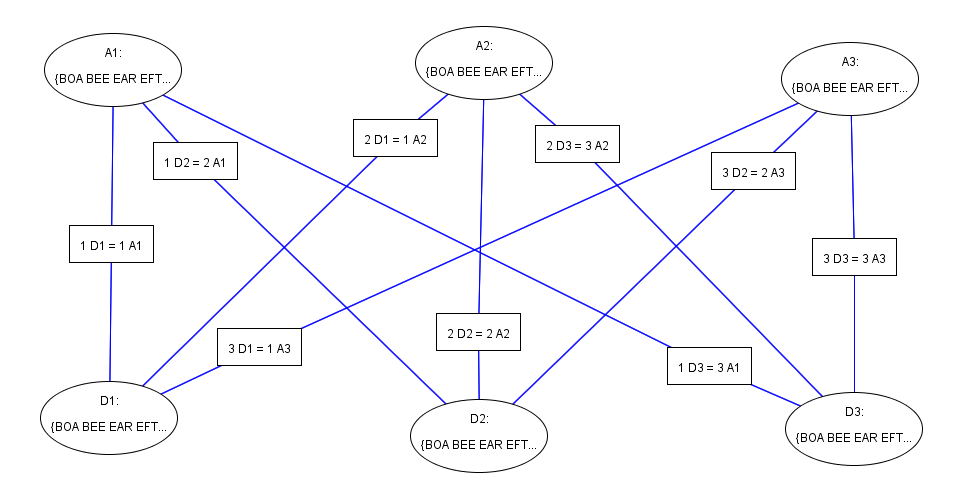 A1:
{BOA BEE EAR EFT...
A2:
{BOA BEE EAR EFT...
A3:
{BOA BEE EAR EFT...
2 D1 = 1 A2
2 D3 = 3 A2
1 D2 = 2 A1
3 D2 = 2 A3
1 D1 = 1 A1
3 D3 = 3 A3
2 D2 = 2 A2
3 D1 = 1 A3
1 D3 = 3 A1
D1:
{BOA BEE EAR EFT...
D2:
{BOA BEE EAR EFT...
D3:
{BOA BEE EAR EFT...